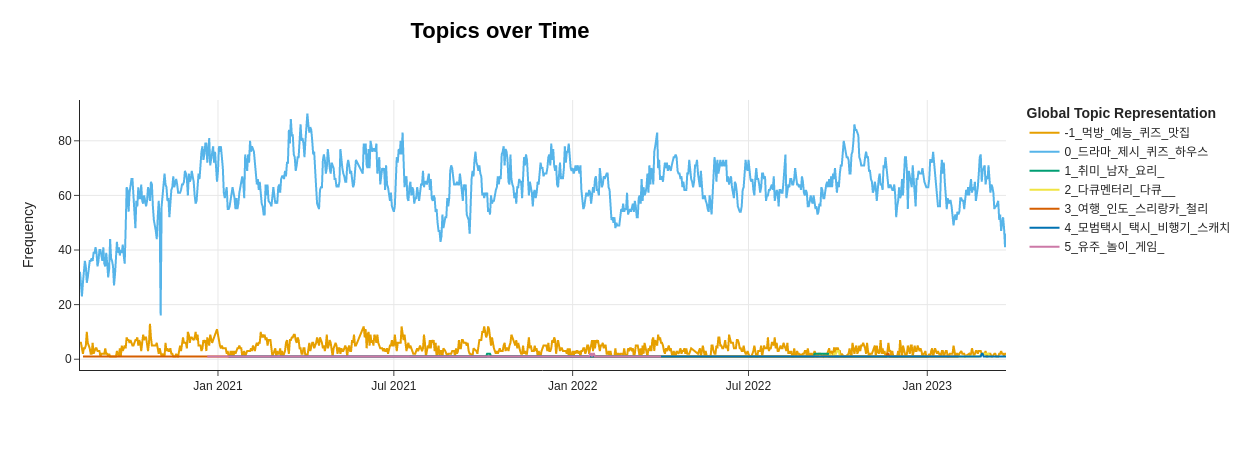 Topics over Time
Global Topic Representation
-1_먹방_예능_퀴즈_맛집
0_드라마_제시_퀴즈_하우스
1_취미_남자_요리_
2_다큐멘터리_다큐__
3_여행_인도_스리랑카_칠리
4_모범택시_택시_비행기_스캐치
5_유주_놀이_게임_
Frequency
80
60
40
20
0
Jan 2021
Jul 2021
Jan 2022
Jul 2022
Jan 2023